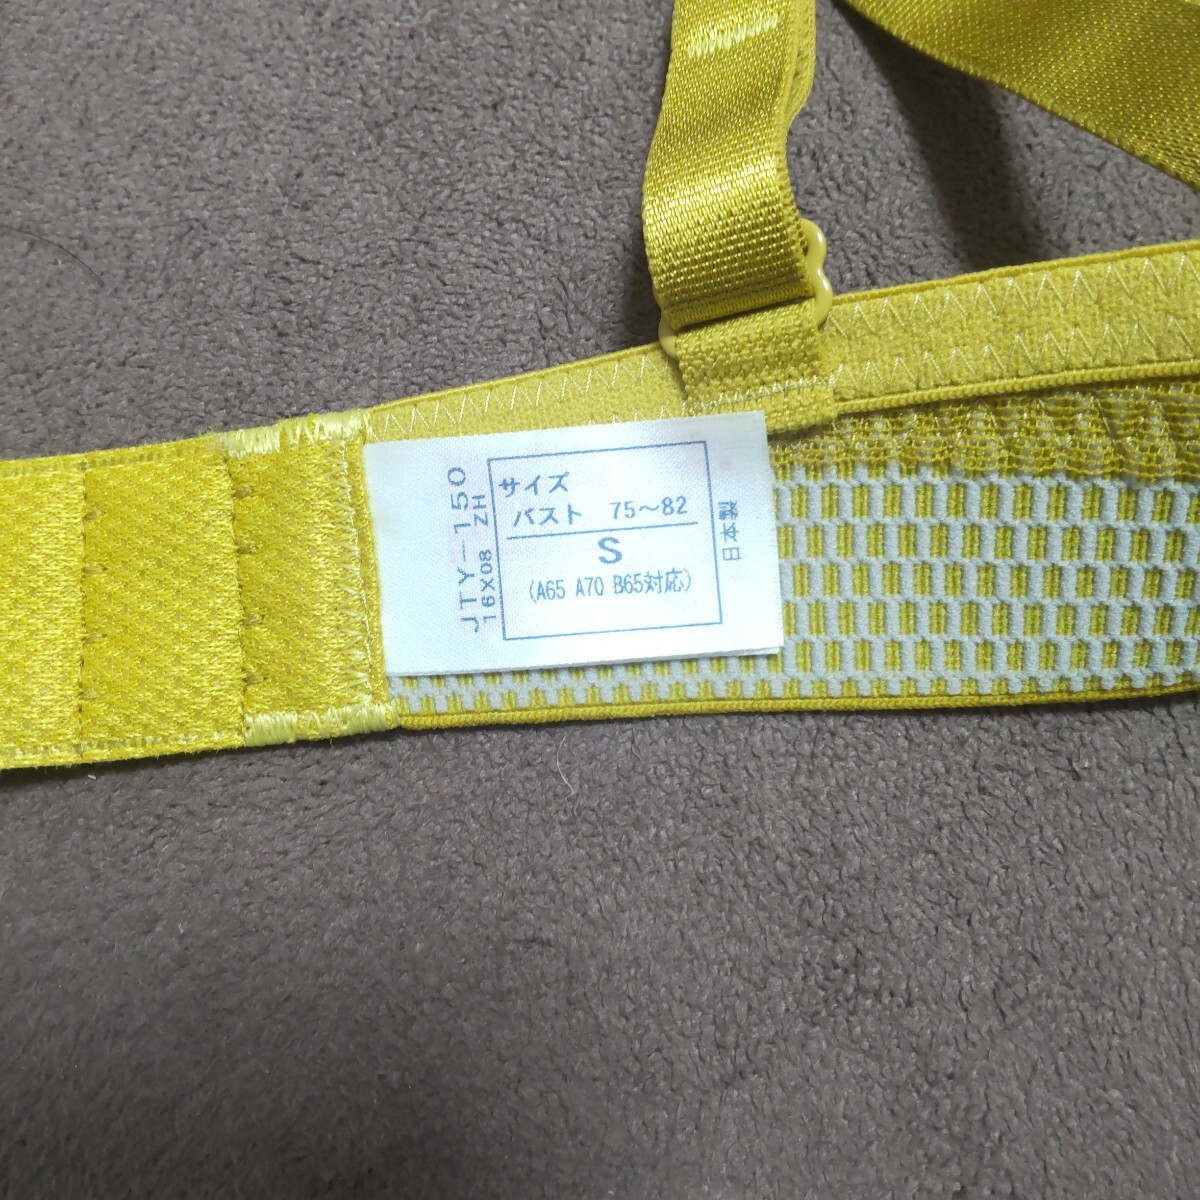 サイズ
バスト 75～82
S
(A65 A70 B65対応)
日本製
JTY-150
16X08 ZH